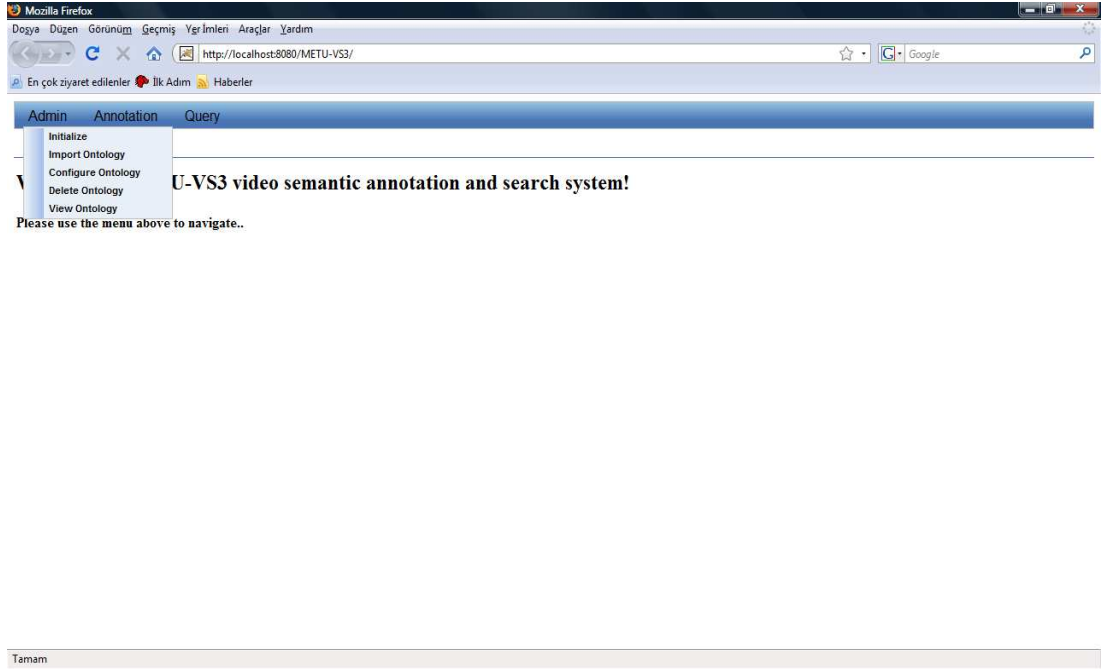 Mozilla Firefox
Dosya Düzen Görünüm Geçmiş Yer İmleri Araçlar Yardım
http://localhost:8080/METU-VS3/
Google
En çok ziyaret edilenler İlk Adım Haberler
Admin Annotation Query
Initialize
Import Ontology
Configure Ontology
Delete Ontology
View Ontology
U-VS3 video semantic annotation and search system!
Please use the menu above to navigate..
Tamam